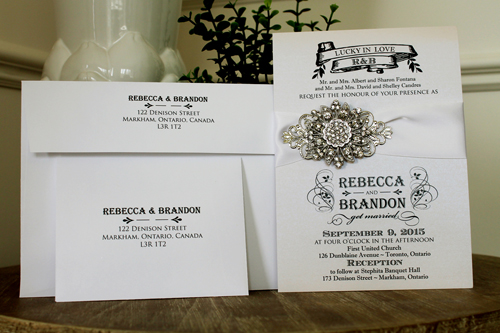 REBECCA & BRANDON
122 DENISON STREET
MARKHAM, ONTARIO, CANADA
L3R 1T2
REBECCA & BRANDON
122 DENISON STREET
MARKHAM, ONTARIO, CANADA
L3R 1T2
LUCKY IN LOVE
R&B
Mr. and Mrs. Albert and Sharon Fontana
and Mr. and Mrs. David and Shelley Candres
REQUEST THE HONOUR OF YOUR PRESENCE AS
REBECCA
AND
BRANDON
get married
SEPTEMBER 9, 2015
AT FOUR O'CLOCK IN THE AFTERNOON
First United Church
126 Dunblaine Avenue ~ Toronto, Ontario
RECEPTION
to follow at Stephita Banquet Hall
173 Denison Street ~ Markham, Ontario